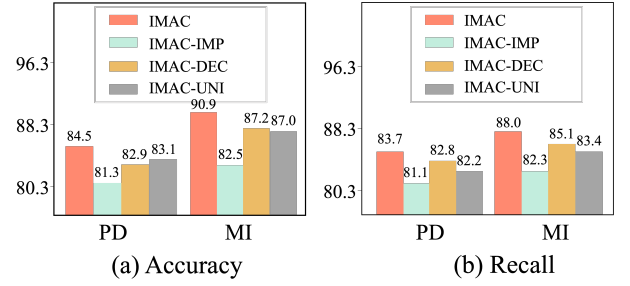 IMAC
IMAC-IMP
IMAC-DEC
IMAC-UNI
96.3
88.3
80.3
84.5
81.3
82.9
83.1
90.9
82.5
87.2
87.0
PD
MI
(a) Accuracy
IMAC
IMAC-IMP
IMAC-DEC
IMAC-UNI
96.3
88.3
80.3
83.7
81.1
82.8
82.2
88.0
82.3
85.1
83.4
PD
MI
(b) Recall